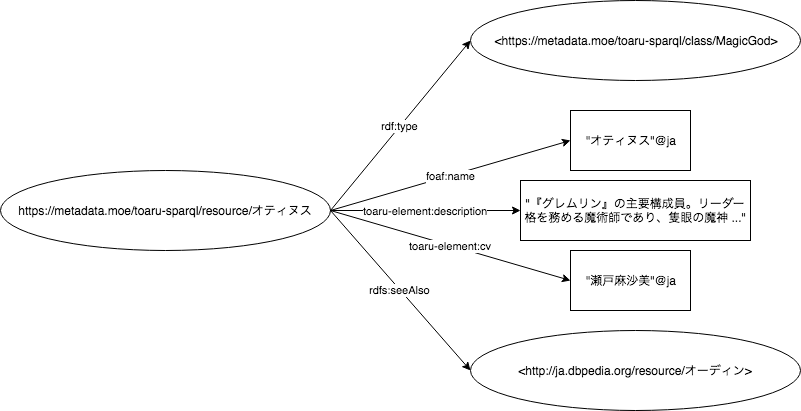 <https://metadata.moe/toaru-sparql/class/MagicGod>
rdf:type
"オティヌス"@ja
foaf:name
https://metadata.moe/toaru-sparql/resource/オティヌス
toaru-element:description
"『グレムリン』の主要構成員。リーダー
格を務める魔術師であり、隻眼の魔神 ..."
toaru-element:cv
"瀬戸麻沙美"@ja
rdfs:seeAlso
<http://ja.dbpedia.org/resource/オーディン>